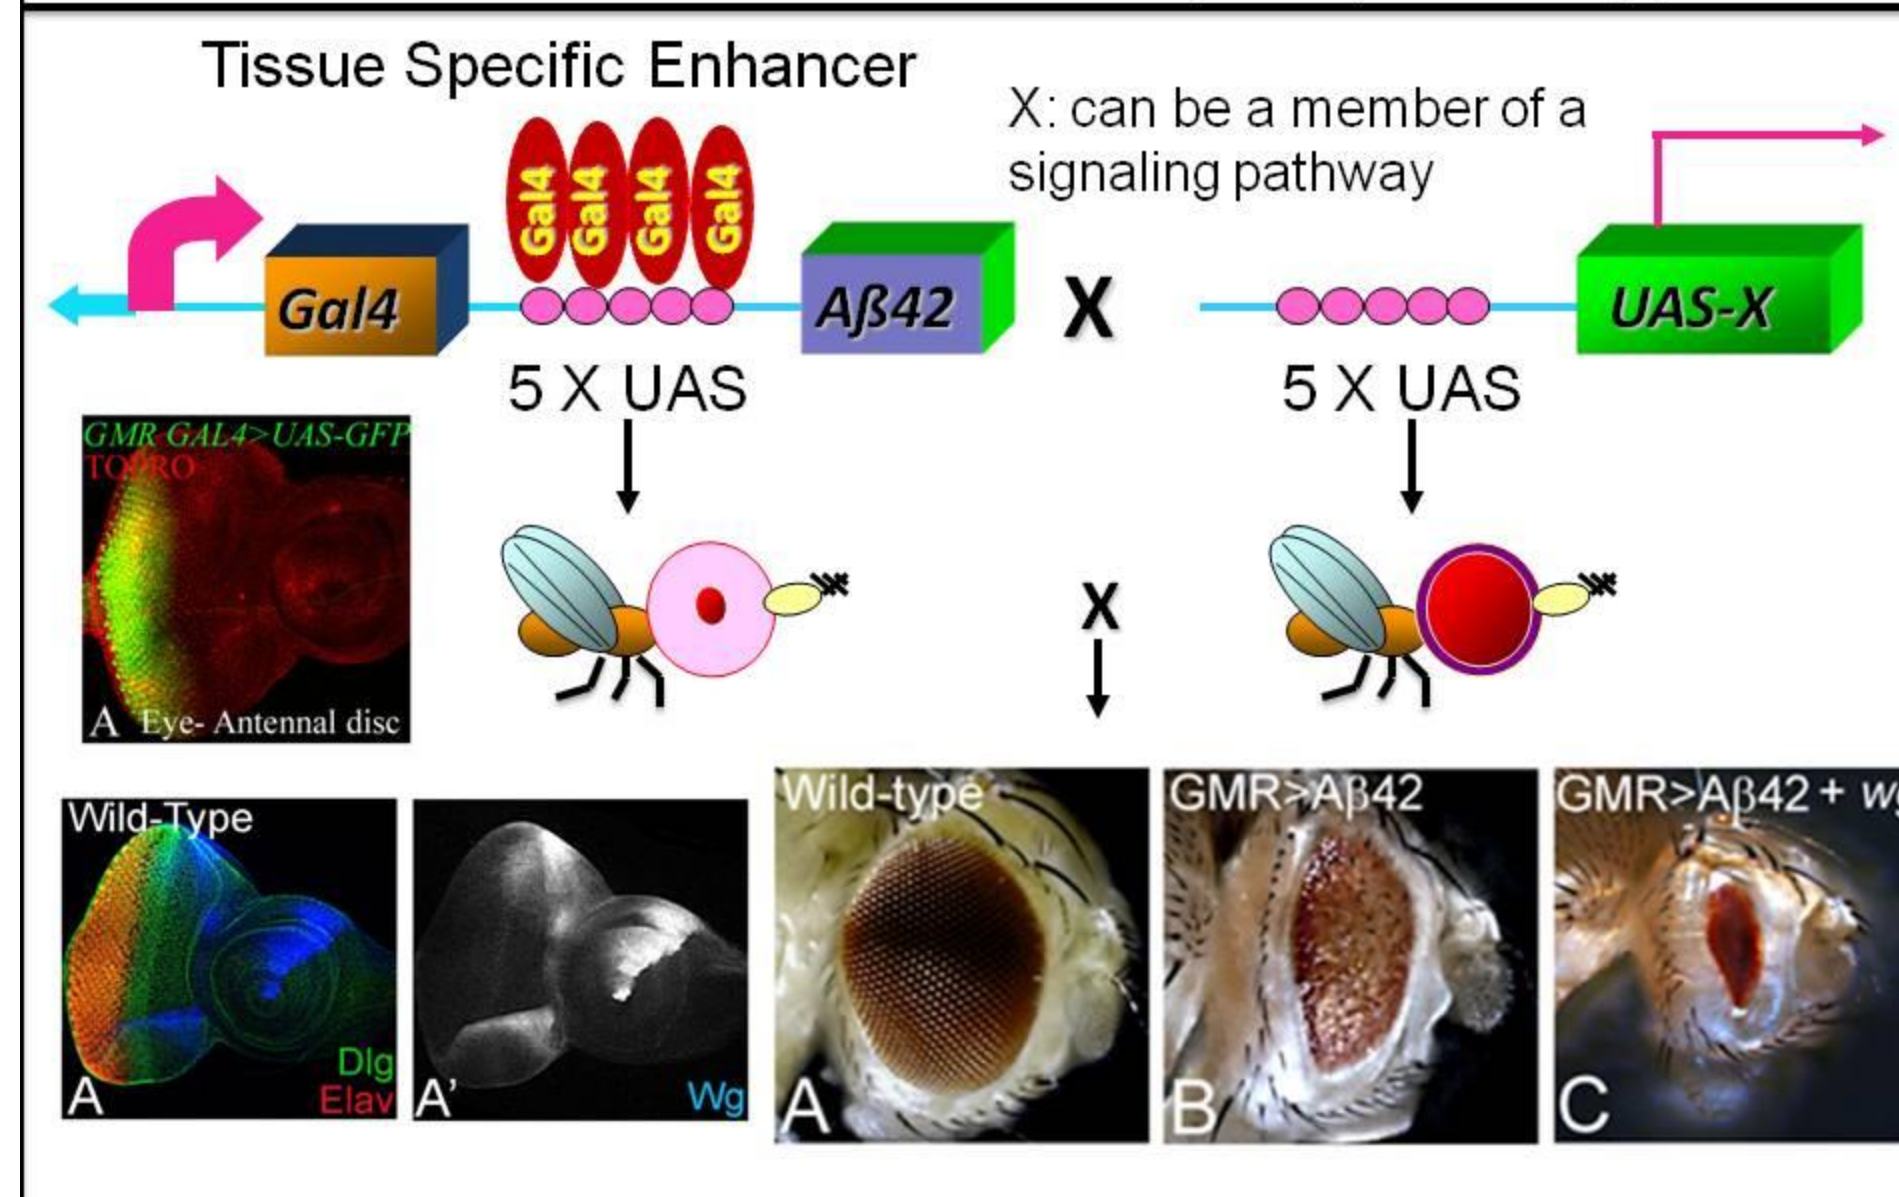 Tissue Specific Enhancer
X: can be a member of a
signaling pathway
Gal4 Gal4 Gal4 Gal4
Gal4
Aß42
X
UAS-X
5 X UAS
5 X UAS
GMR GAL4>UAS-GFP
TOPRO
A Eye- Antennal disc
X
Wild-Type
Dlg
Elav
A
A'
Wg
Wild-type
A
GMR>Aβ42
B
GMR>Aβ42 + wg
C